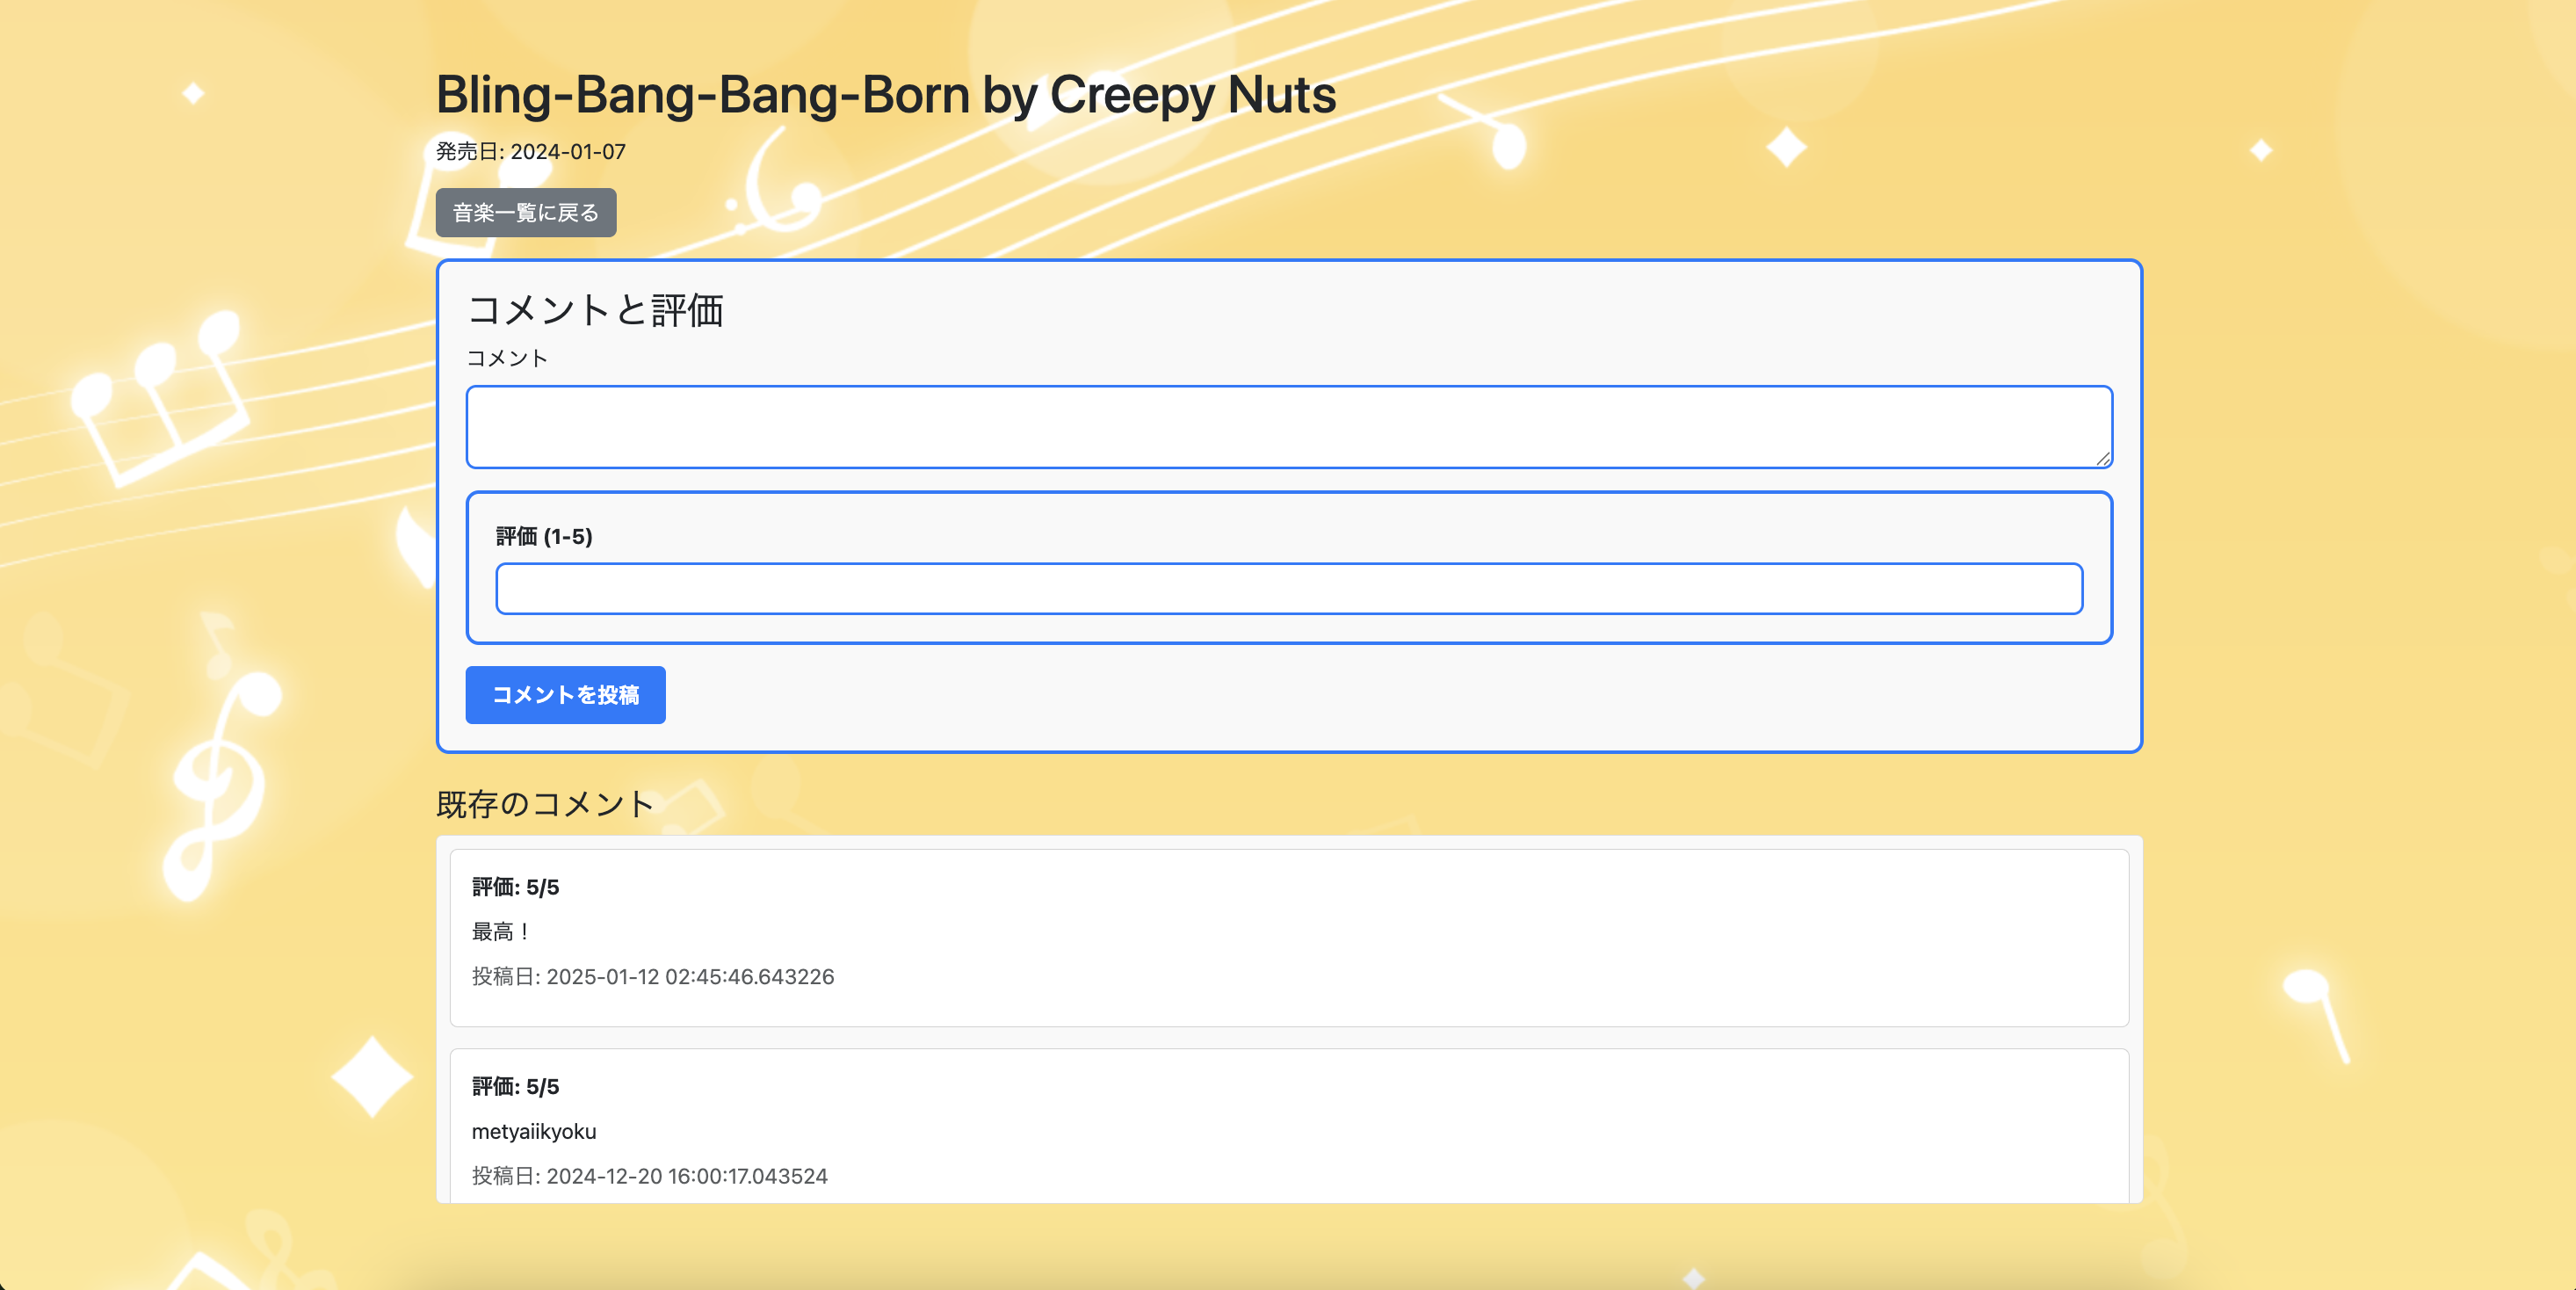 Bling-Bang-Bang-Born by Creepy Nuts
発売日: 2024-01-07
音楽一覧に戻る
コメントと評価
コメント
評価 (1-5)
コメントを投稿
既存のコメント
評価: 5/5
最高！
投稿日: 2025-01-12 02:45:46.643226
評価: 5/5
metyaiikyoku
投稿日: 2024-12-20 16:00:17.043524